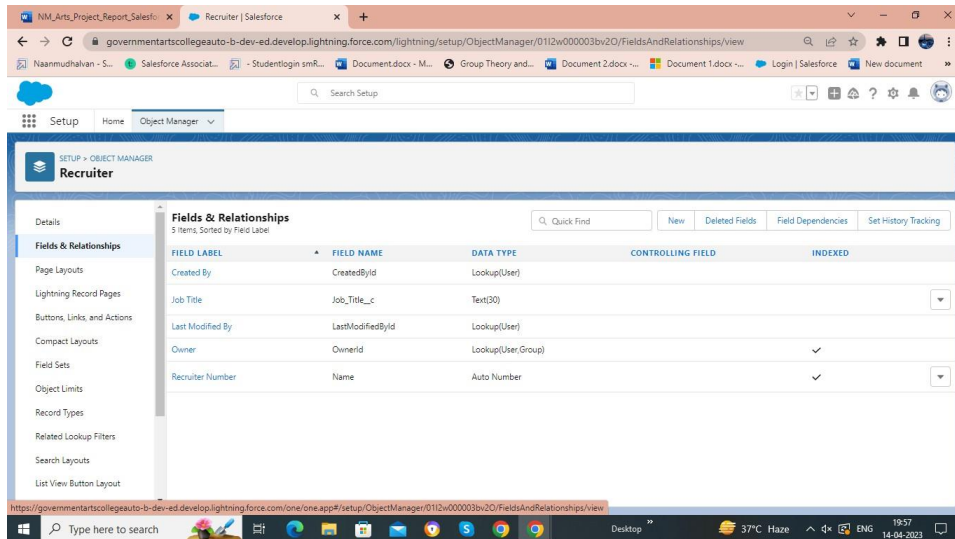 NM_Arts_Project_Report_Salesfo
Recruiter | Salesforce
governmentartscollegeauto-b-dev-ed.develop.lightning.force.com/lightning/setup/ObjectManager/01I2w000003bv2O/FieldsAndRelationships/view
Naanmudhalvan - S... Salesforce Associat... - Studentlogin smR... Document.docx - M... Group Theory and... Document 2.docx -... Document 1.docx -... Login | Salesforce New document »
Search Setup
Setup Home Object Manager
SETUP > OBJECT MANAGER
Recruiter
Details
Fields & Relationships
Page Layouts
Lightning Record Pages
Buttons, Links, and Actions
Compact Layouts
Field Sets
Object Limits
Record Types
Related Lookup Filters
Search Layouts
List View Button Layout
Fields & Relationships
5 Items, Sorted by Field Label
Quick Find New Deleted Fields Field Dependencies Set History Tracking
FIELD LABEL FIELD NAME DATA TYPE CONTROLLING FIELD INDEXED
Created By CreatedById Lookup(User)
Job Title Job_Title__c Text(30)
Last Modified By LastModifiedById Lookup(User)
Owner OwnerId Lookup(User,Group)
Recruiter Number Name Auto Number
https://governmentartscollegeauto-b-dev-ed.develop.lightning.force.com/one/one.app#/setup/ObjectManager/01I2w000003bv2O/FieldsAndRelationships/view
Type here to search
Desktop »
37°C Haze
ENG
19:57
14-04-2023